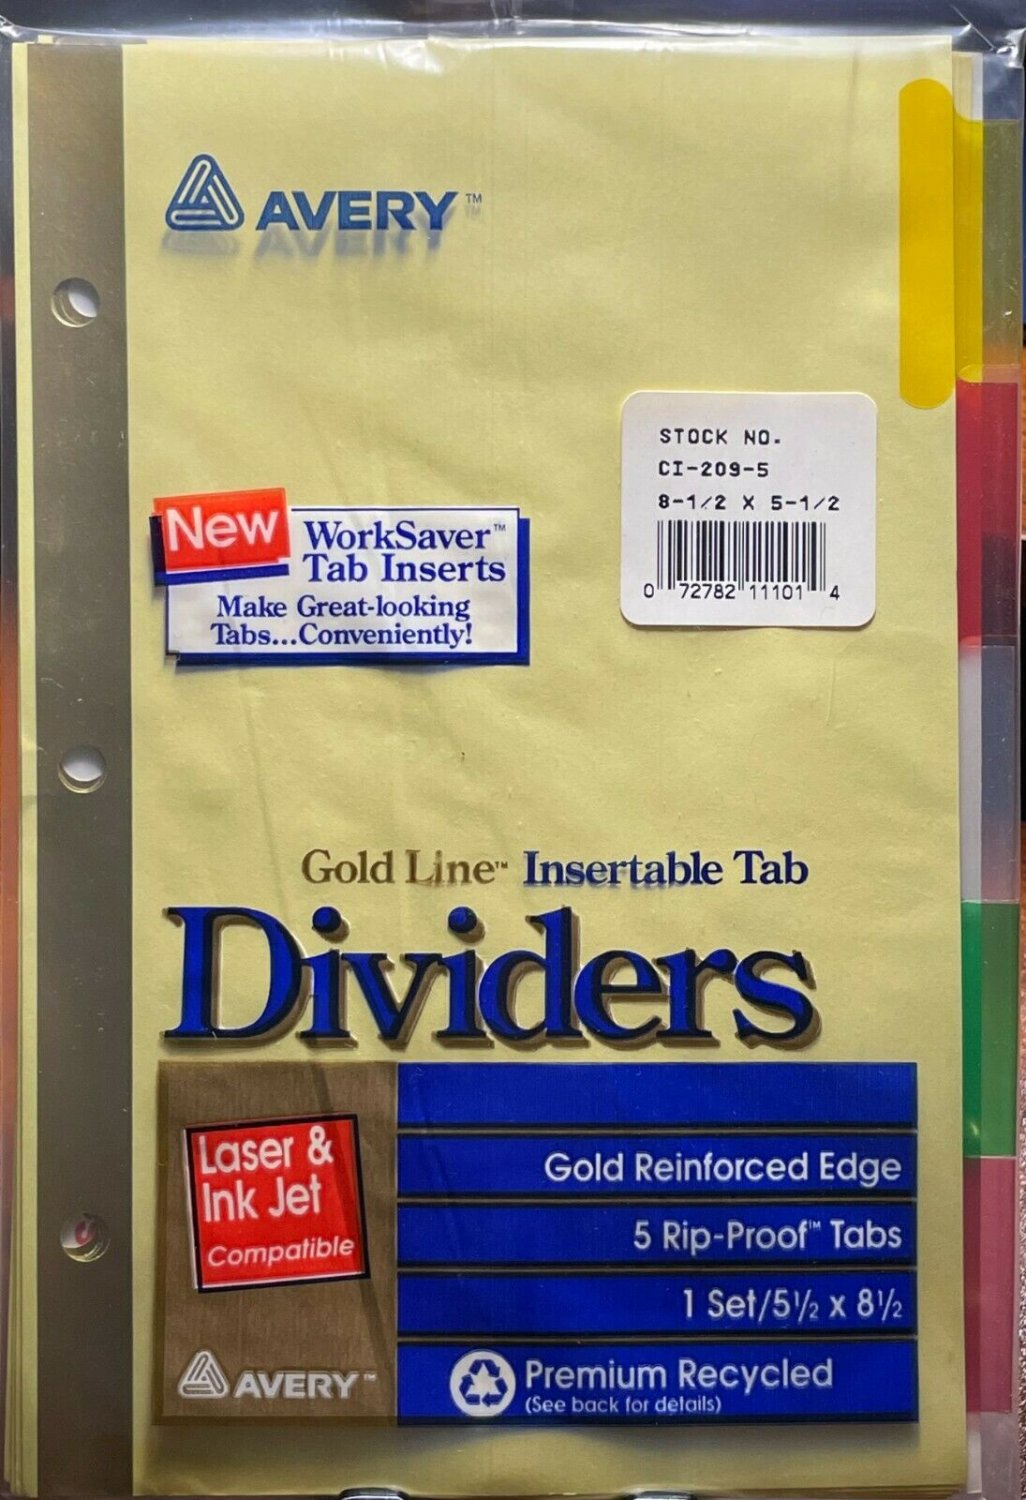 AVERY™
STOCK NO.
CI-209-5
8-1/2 X 5-1/2
0 72782 11101 4
New
WorkSaver™
Tab Inserts
Make Great-looking
Tabs...Conveniently!
Gold Line™ Insertable Tab
Dividers
Laser &
Ink Jet
Compatible
AVERY™
Gold Reinforced Edge
5 Rip-Proof™ Tabs
1 Set/5½ x 8½
Premium Recycled
(See back for details)